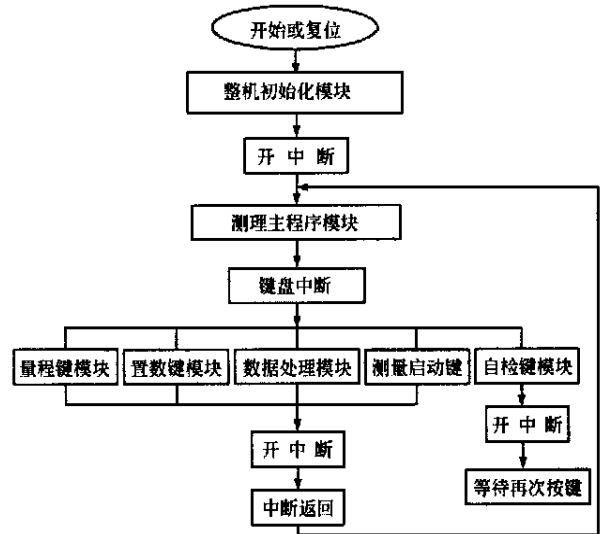 开始或复位
整机初始化模块
开 中 断
测理主程序模块
键盘中断
量程键模块 置数键模块 数据处理模块 测量启动键 自检键模块
开 中 断 开 中 断
中断返回 等待再次按键